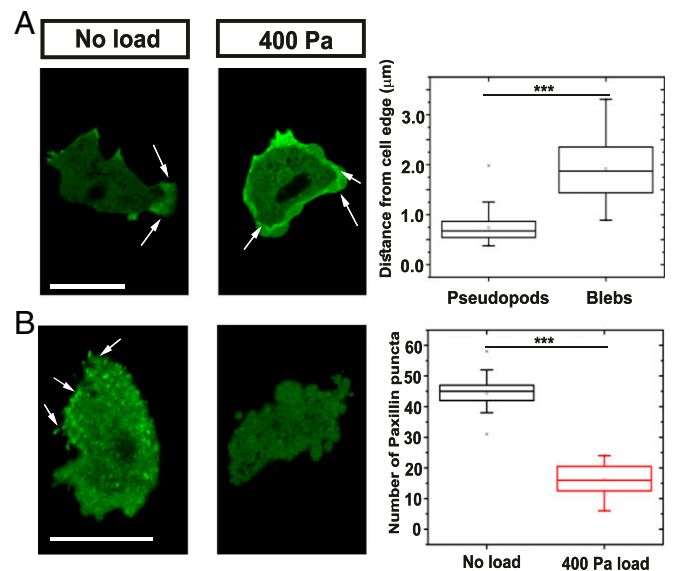 A
No load
400 Pa
Distance from cell edge (μm)
3.0
2.0
1.0
0.0
***
Pseudopods
Blebs
B
Number of Paxillin puncta
60
50
40
30
20
10
0
***
No load
400 Pa load